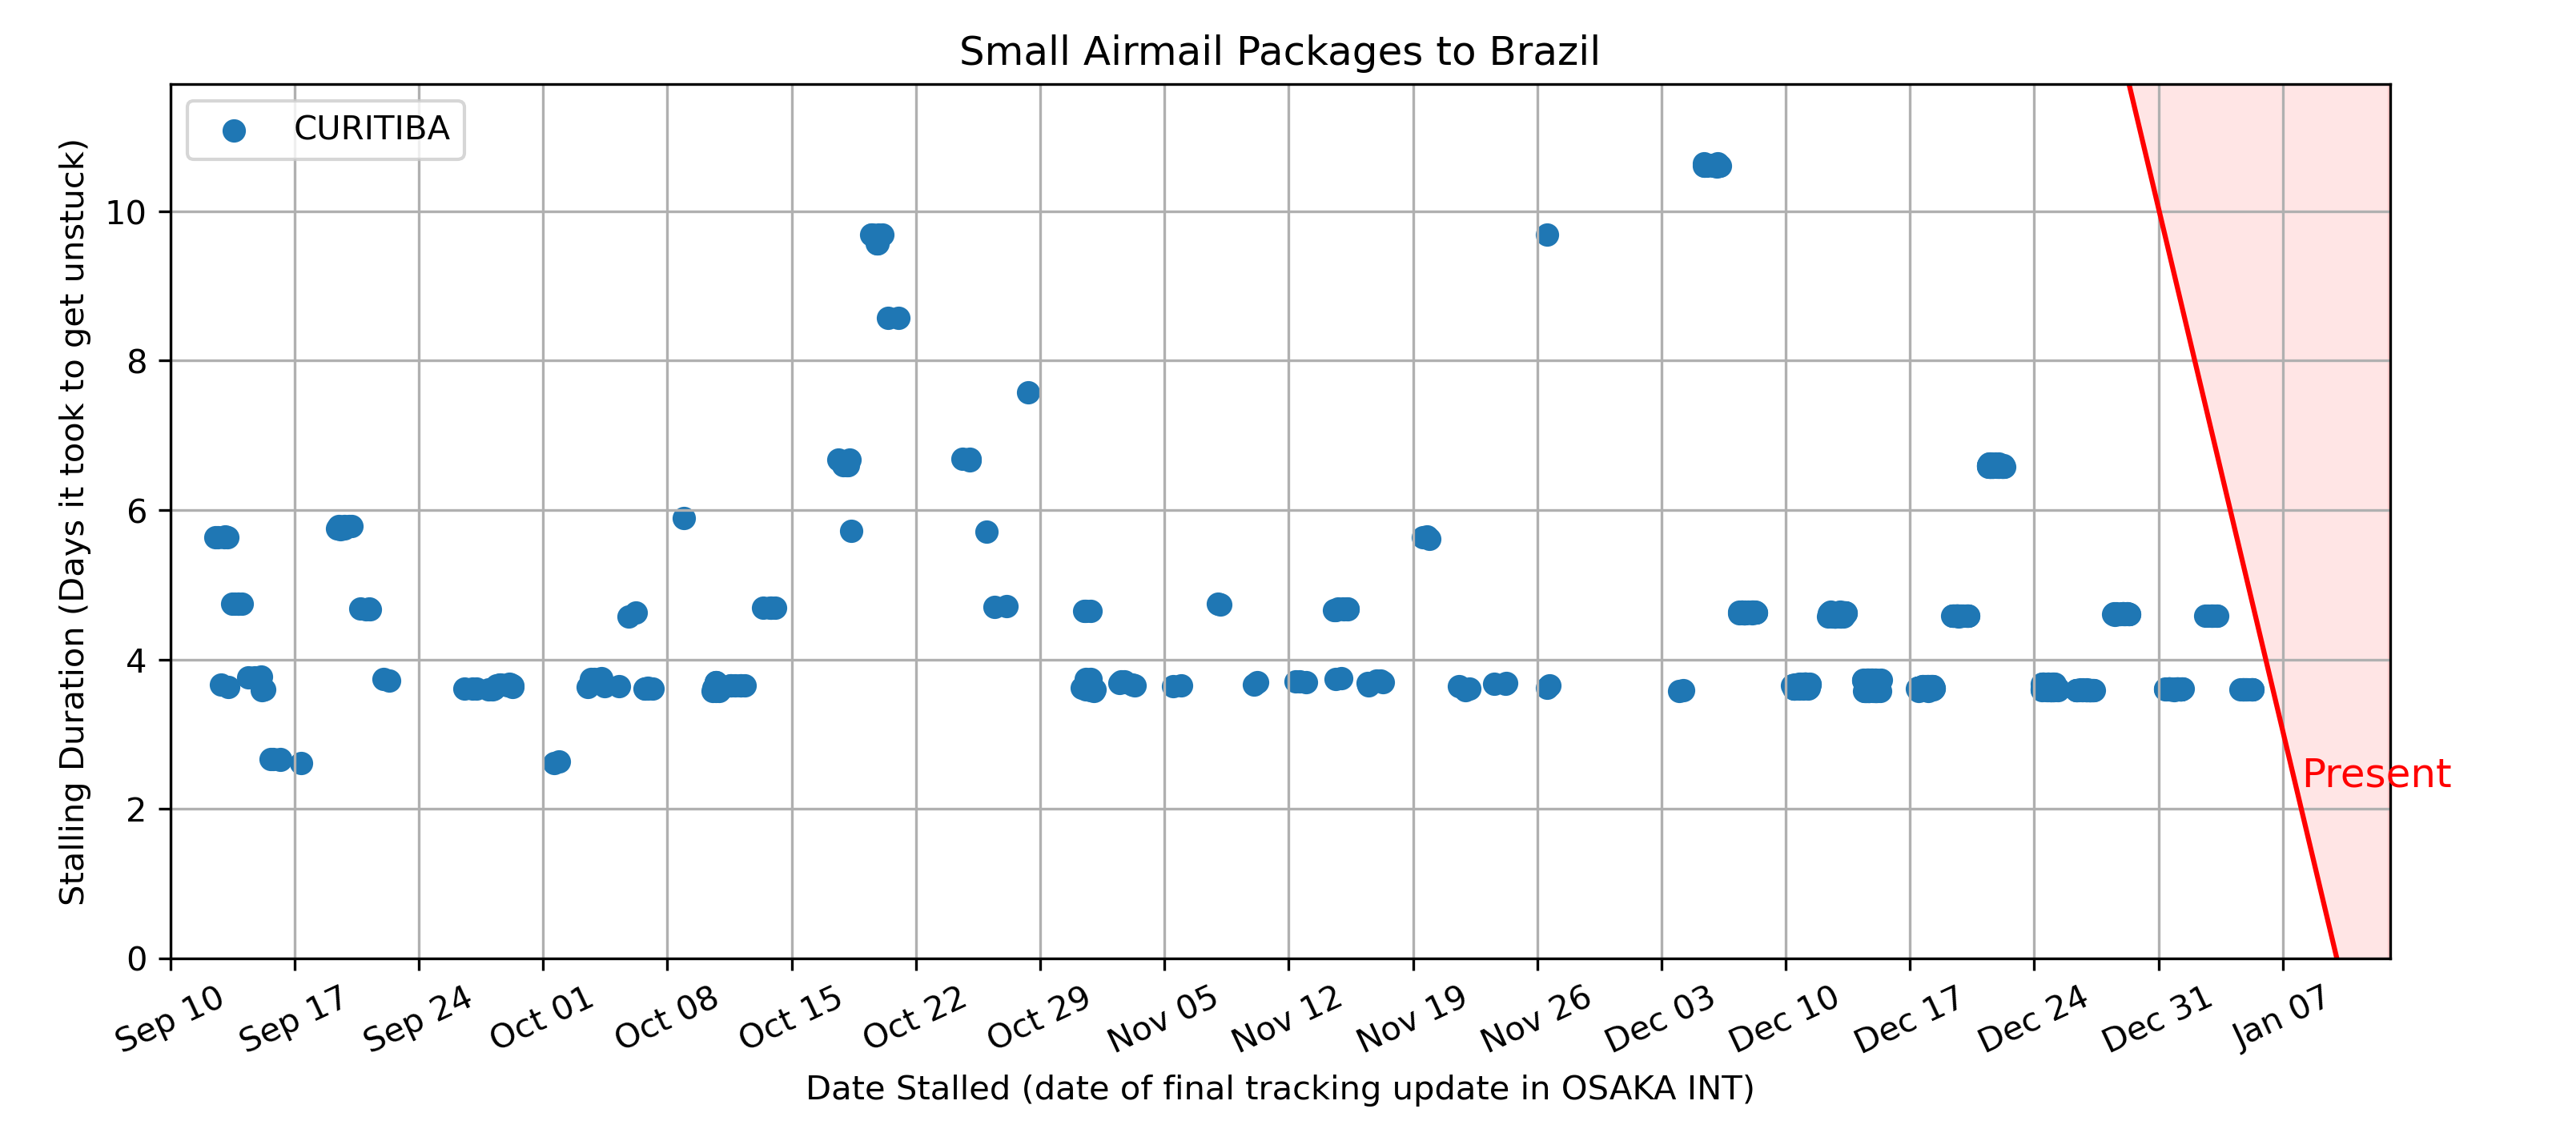 Small Airmail Packages to Brazil
CURITIBA
Stalling Duration (Days it took to get unstuck)
10
8
6
4
2
0
Present
Sep 10
Sep 17
Sep 24
Oct 01
Oct 08
Oct 15
Oct 22
Oct 29
Nov 05
Nov 12
Nov 19
Nov 26
Dec 03
Dec 10
Dec 17
Dec 24
Dec 31
Jan 07
Date Stalled (date of final tracking update in OSAKA INT)